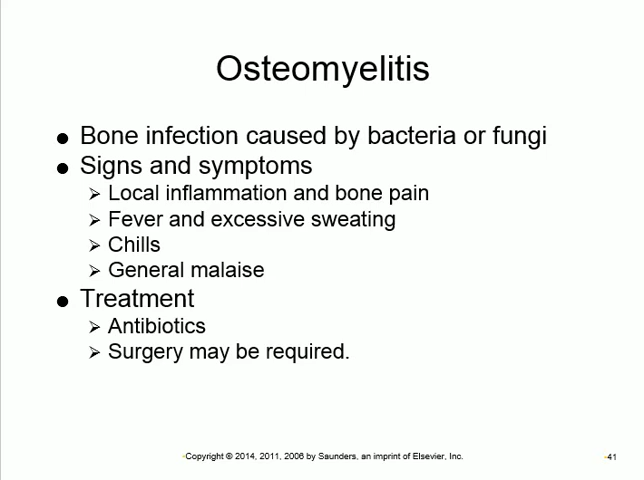 Osteomyelitis
● Bone infection caused by bacteria or fungi
● Signs and symptoms
➢ Local inflammation and bone pain
➢ Fever and excessive sweating
➢ Chills
➢ General malaise
● Treatment
➢ Antibiotics
➢ Surgery may be required.
Copyright © 2014, 2011, 2006 by Saunders, an imprint of Elsevier, Inc.
41